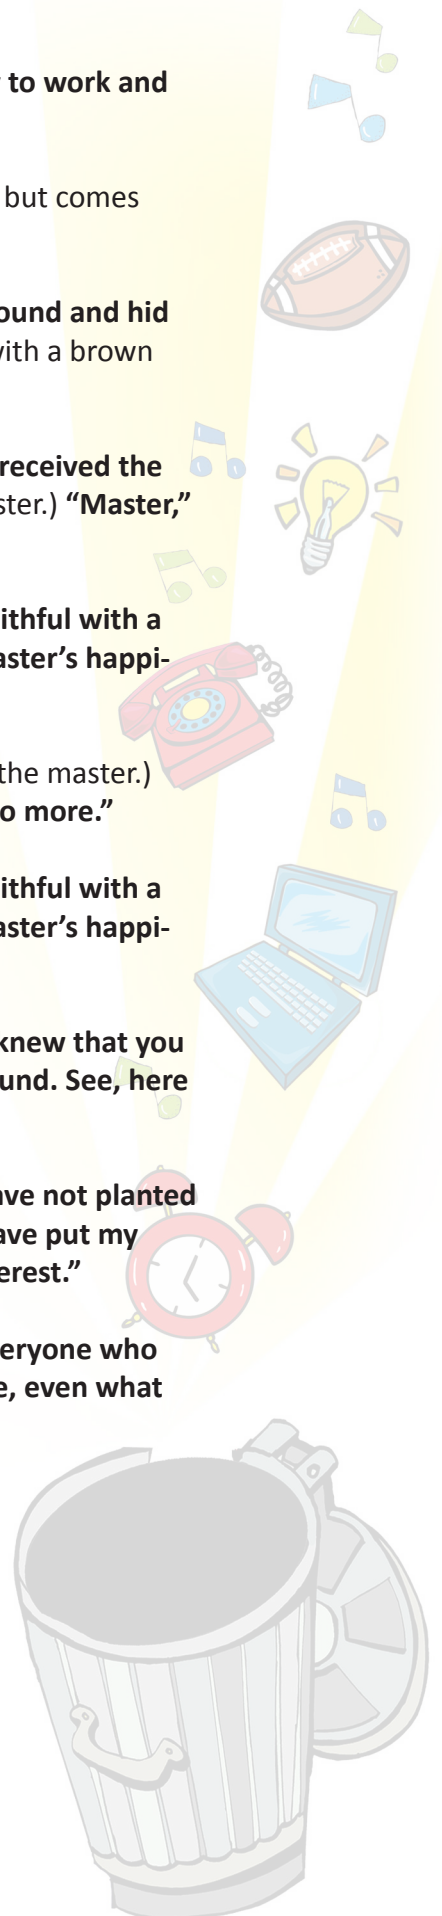 to work and
but comes
ound and hid
with a brown
received the
ster.) “Master,”
ithful with a
aster’s happi-
the master.)
o more.”
ithful with a
aster’s happi-
knew that you
und. See, here
ave not planted
ave put my
erest.”
eryone who
e, even what